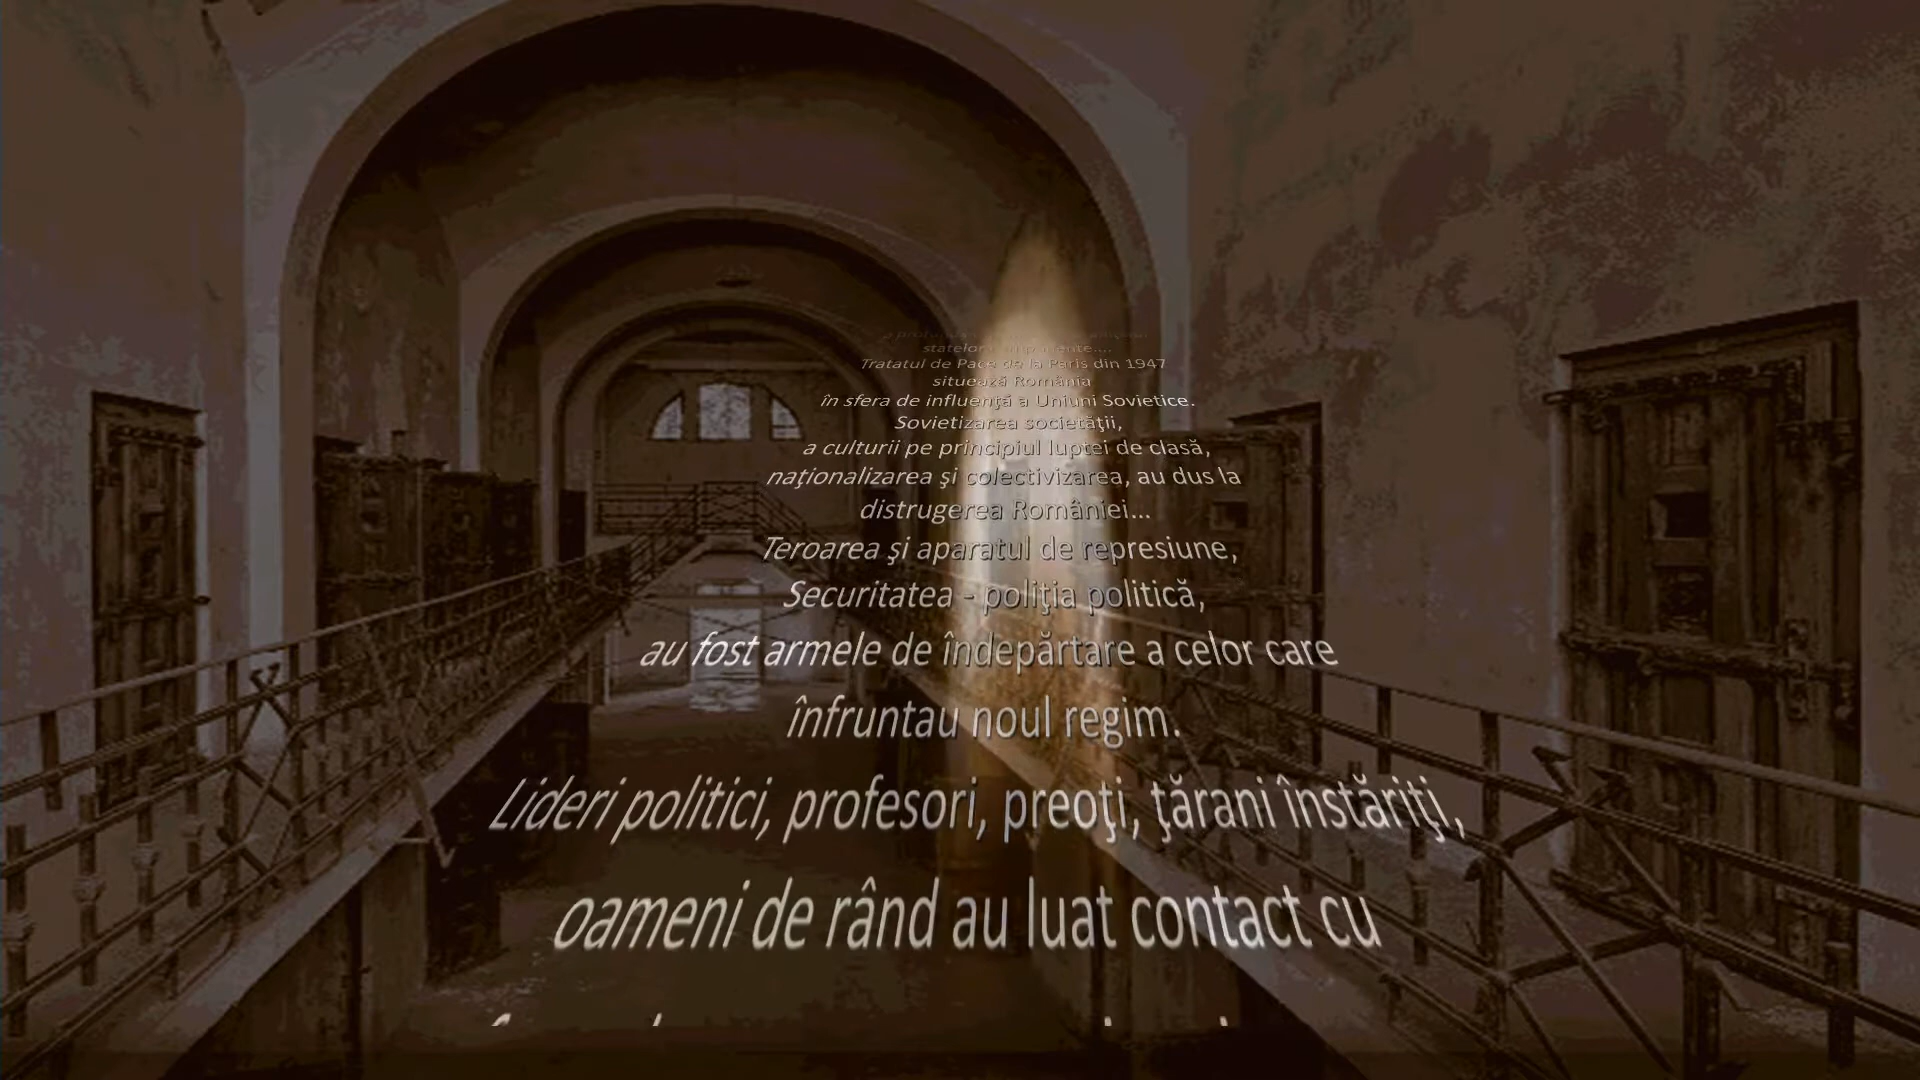 statelor
Tratatul de Pace de la Paris din 1947
situează România
în sfera de influenţă a Uniuni Sovietice.
Sovietizarea societăţii,
a culturii pe principiul luptei de clasă,
naţionalizarea şi colectivizarea, au dus la
distrugerea României...
Teroarea şi aparatul de represiune,
Securitatea - poliţia politică,
au fost armele de îndepărtare a celor care
înfruntau noul regim.
Lideri politici, profesori, preoţi, ţărani înstăriţi,
oameni de rând au luat contact cu